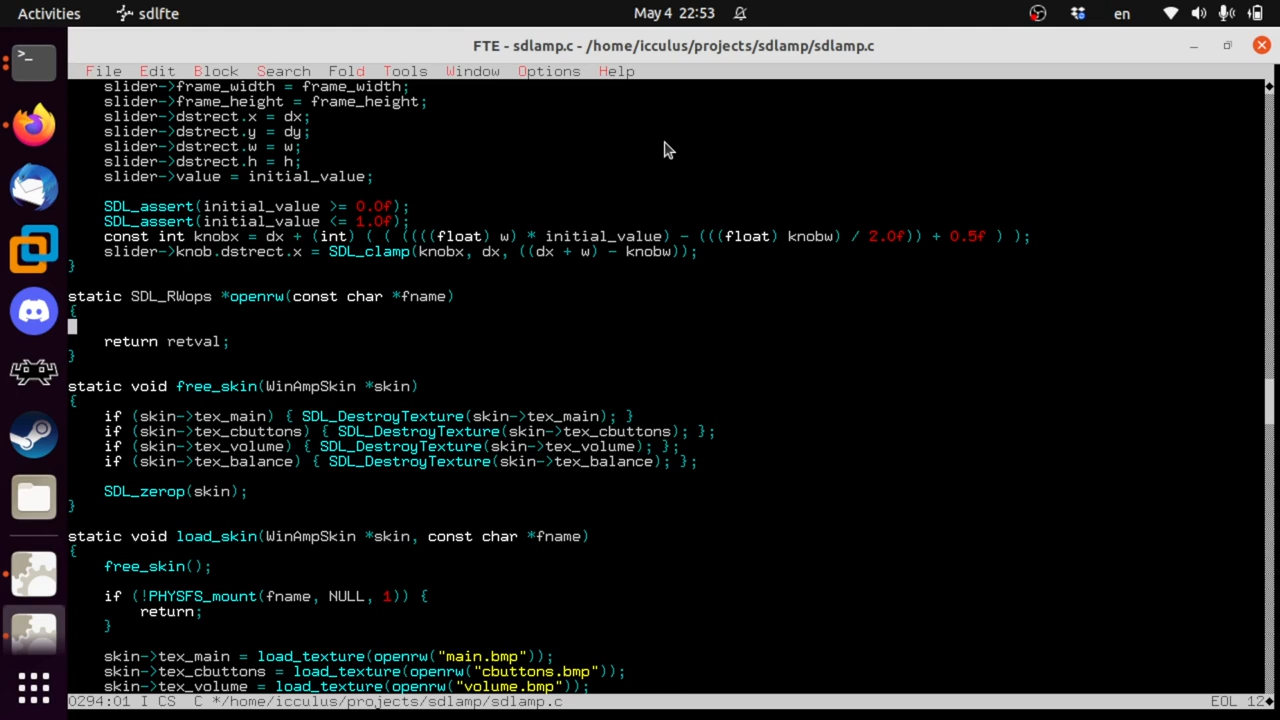 Activities
sdlfte
May 4 22:53
en
FTE - sdlamp.c - /home/icculus/projects/sdlamp/sdlamp.c
File Edit Block Search Fold Tools Window Options Help
slider->frame_width = frame_width;
slider->frame_height = frame_height;
slider->dstrect.x = dx;
slider->dstrect.y = dy;
slider->dstrect.w = w;
slider->dstrect.h = h;
slider->value = initial_value;
SDL_assert(initial_value >= 0.0f);
SDL_assert(initial_value <= 1.0f);
const int knobx = dx + (int) ( ( ((((float) w) * initial_value) - (((float) knobw) / 2.0f)) + 0.5f ) );
slider->knob.dstrect.x = SDL_clamp(knobx, dx, ((dx + w) - knobw));
}
static SDL_RWops *openrw(const char *fname)
{
return retval;
}
static void free_skin(WinAmpSkin *skin)
{
if (skin->tex_main) { SDL_DestroyTexture(skin->tex_main); }
if (skin->tex_cbuttons) { SDL_DestroyTexture(skin->tex_cbuttons); };
if (skin->tex_volume) { SDL_DestroyTexture(skin->tex_volume); };
if (skin->tex_balance) { SDL_DestroyTexture(skin->tex_balance); };
SDL_zerop(skin);
}
static void load_skin(WinAmpSkin *skin, const char *fname)
{
free_skin();
if (!PHYSFS_mount(fname, NULL, 1)) {
return;
}
skin->tex_main = load_texture(openrw("main.bmp"));
skin->tex_cbuttons = load_texture(openrw("cbuttons.bmp"));
skin->tex_volume = load_texture(openrw("volume.bmp"));
0294:01 I CS C */home/icculus/projects/sdlamp/sdlamp.c EOL 12